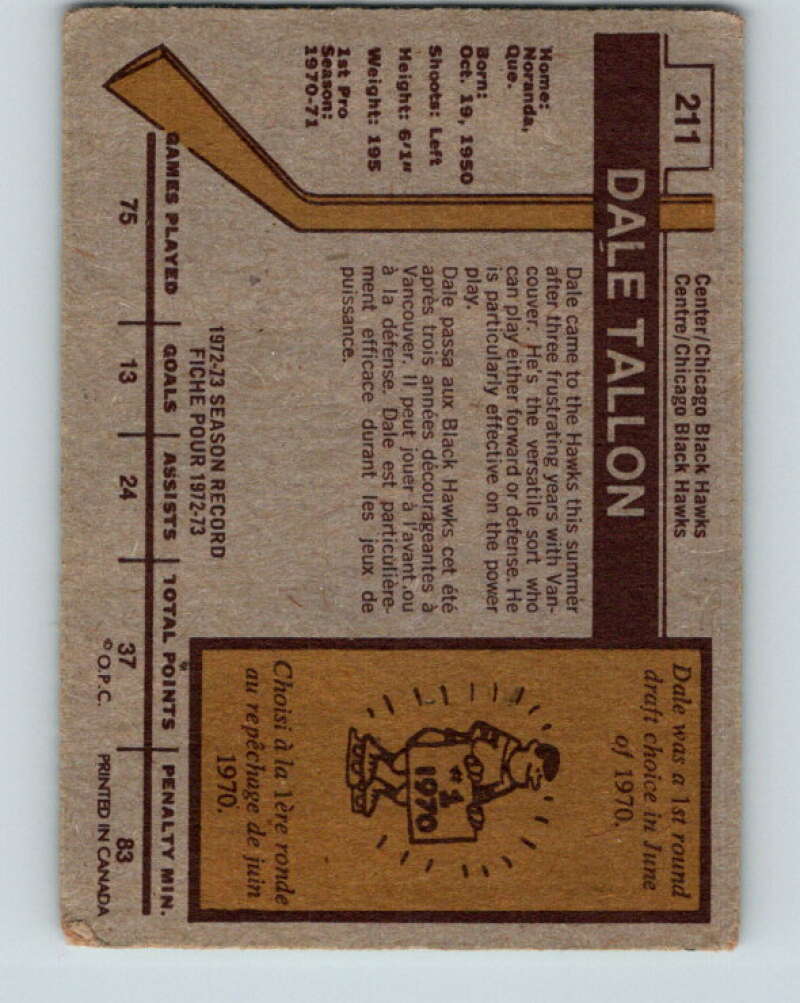 211
Center/Chicago Black Hawks
Centre/Chicago Black Hawks
DALE TALLON
Home:
Noranda,
Que.
Born:
Oct. 19, 1950
Shoots: Left
Height: 6'1"
Weight: 195
1st Pro
Season:
1970-71
Dale came to the Hawks this summer
after three frustrating years with Van-
couver. He's the versatile sort who
can play either forward or defense. He
is particularly effective on the power
play.
Dale passa aux Black Hawks cet été
après trois années décourageantes à
Vancouver. Il peut jouer à l'avant ou
à la défense. Dale est particulière-
ment efficace durant les jeux de
puissance.
Dale was a 1st round
draft choice in June
of 1970.
#1
1970
Choisi à la 1ère ronde
au repêchage de juin
1970.
1972-73 SEASON RECORD
FICHE POUR 1972-73
GAMES PLAYED GOALS ASSISTS TOTAL POINTS PENALTY MIN.
75 13 24 37 83
© O.P.C. PRINTED IN CANADA